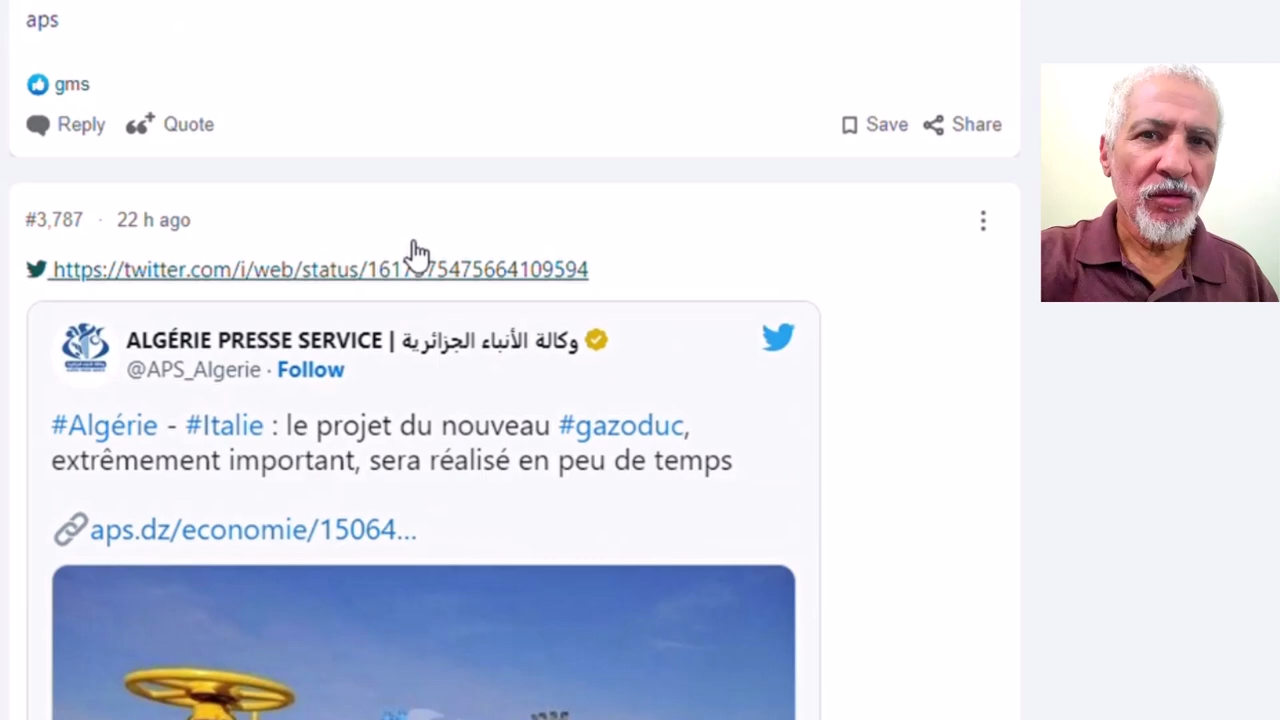 aps
gms
Reply Quote Save Share
#3,787 · 22 h ago
ALGÉRIE PRESSE SERVICE | وكالة الأنباء الجزائرية
@APS_Algerie · Follow
#Algérie - #Italie : le projet du nouveau #gazoduc,
extrêmement important, sera réalisé en peu de temps
aps.dz/economie/15064...